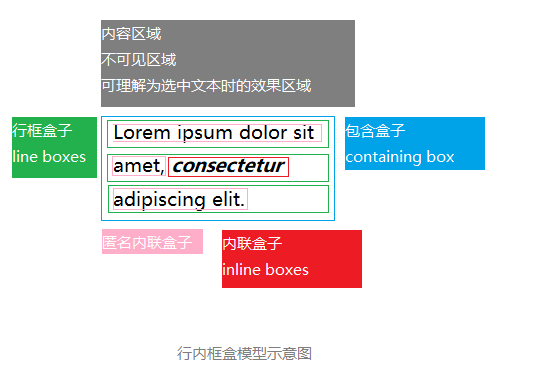 内容区域
不可见区域
可理解为选中文本时的效果区域
行框盒子
line boxes
Lorem ipsum dolor sit
amet, consectetur
adipiscing elit.
包含盒子
containing box
匿名内联盒子
内联盒子
inline boxes
行内框盒模型示意图